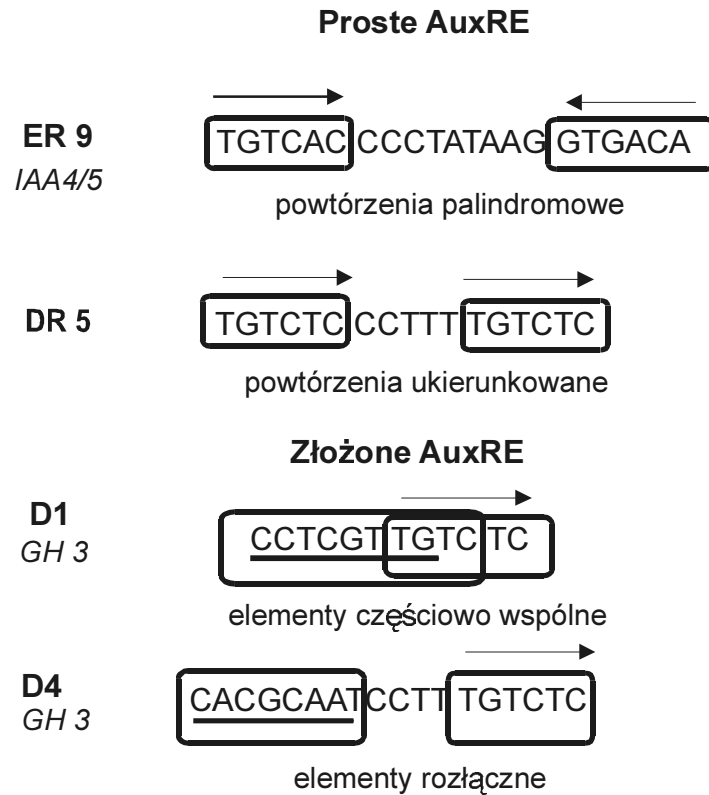 Proste AuxRE
ER 9
IAA4/5
TGTCAC CCCTATAAG GTGACA
powtórzenia palindromowe
DR 5
TGTCTC CCTTT TGTCTC
powtórzenia ukierunkowane
Złożone AuxRE
D1
GH 3
CCTCGT TGTC TC
elementy częściowo wspólne
D4
GH 3
CACGCAAT CCTT TGTCTC
elementy rozłączne